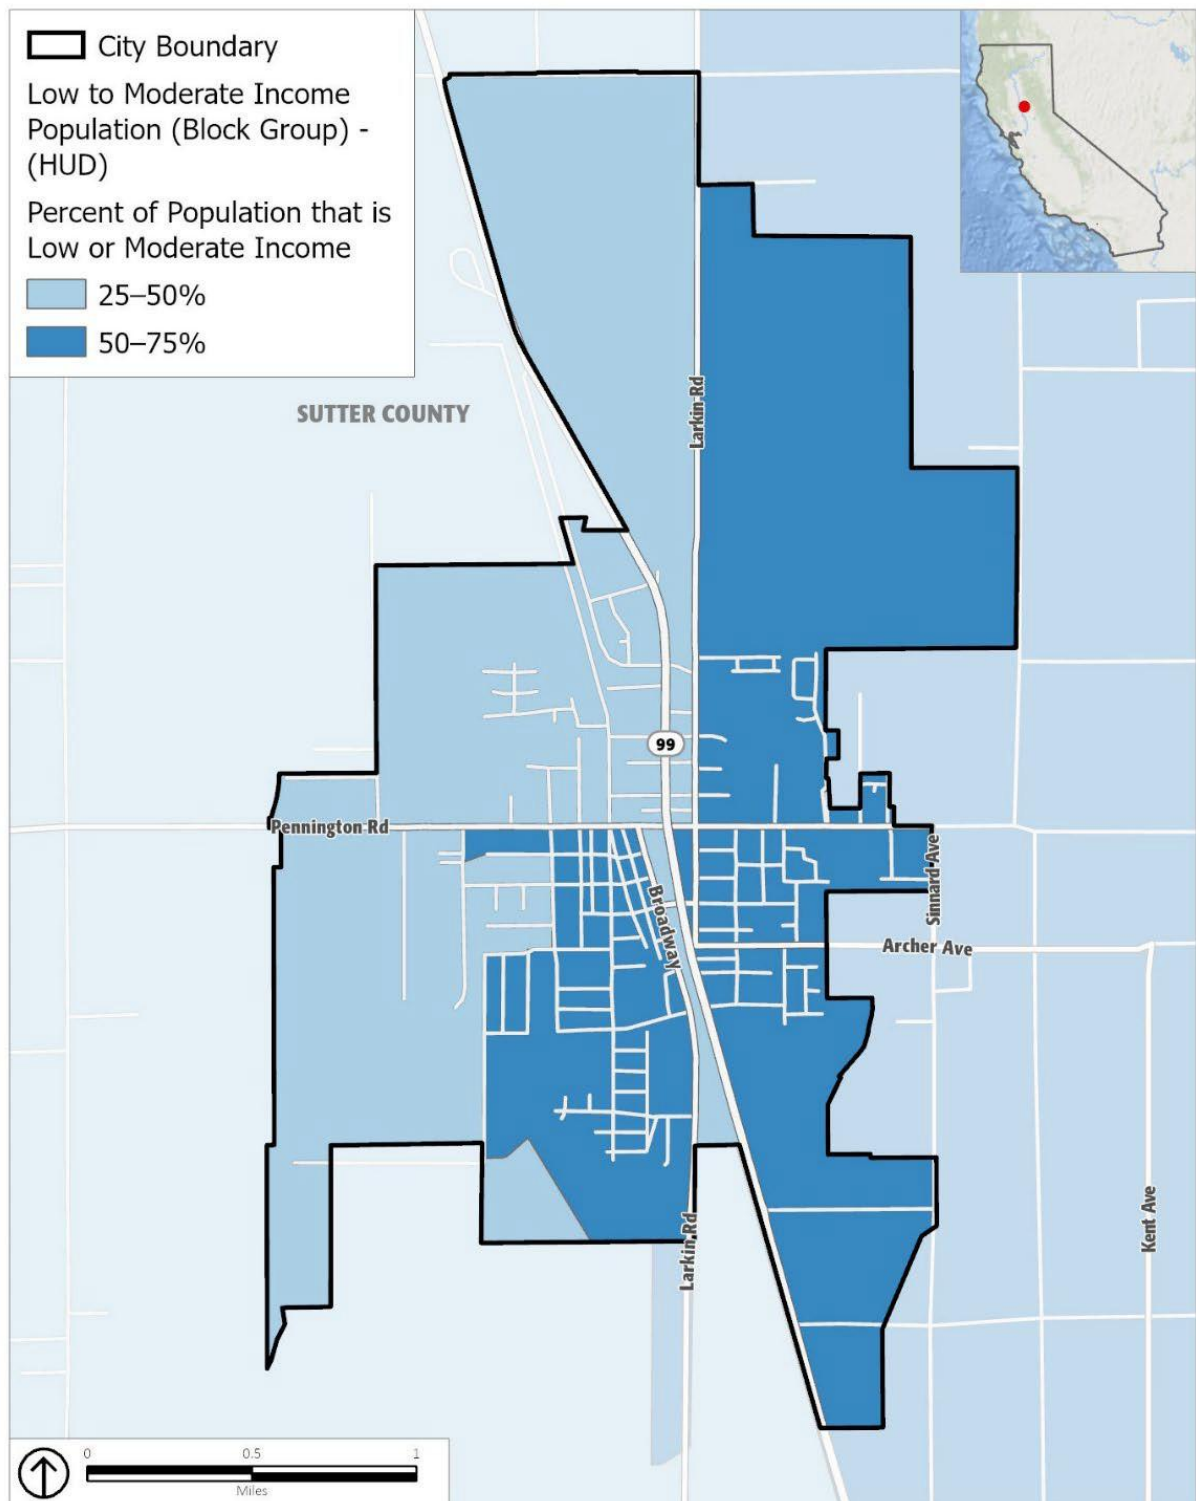 City Boundary
Low to Moderate Income
Population (Block Group) -
(HUD)
Percent of Population that is
Low or Moderate Income
25–50%
50–75%
SUTTER COUNTY
Larkin Rd
99
Pennington Rd
Broadway
Sinnard Ave
Archer Ave
Larkin Rd
Kent Ave
0 0.5 1
Miles